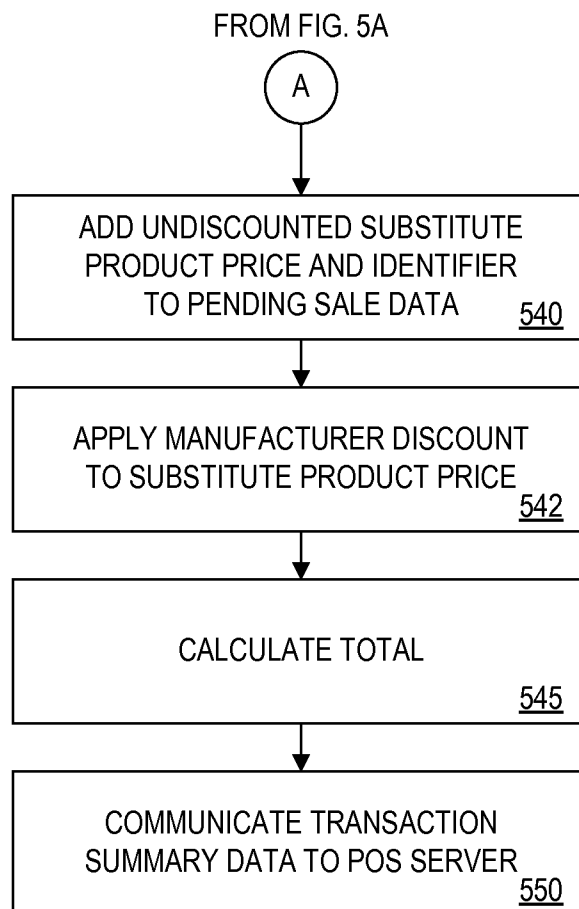 FROM FIG. 5A
A
ADD UNDISCOUNTED SUBSTITUTE
PRODUCT PRICE AND IDENTIFIER
TO PENDING SALE DATA
540
APPLY MANUFACTURER DISCOUNT
TO SUBSTITUTE PRODUCT PRICE
542
CALCULATE TOTAL
545
COMMUNICATE TRANSACTION
SUMMARY DATA TO POS SERVER
550